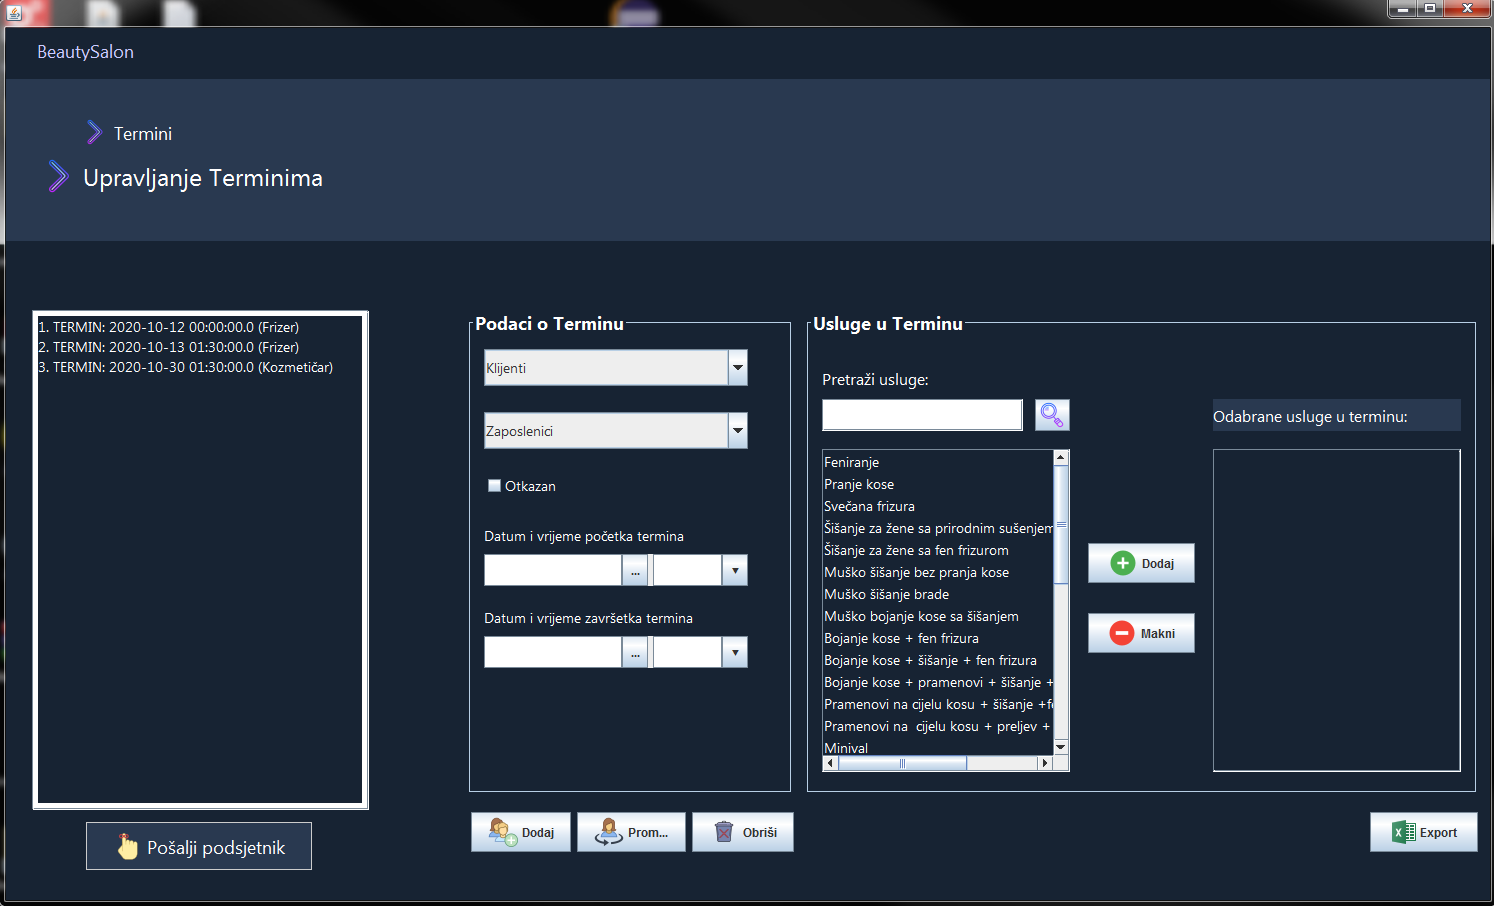 BeautySalon
Termini
Upravljanje Terminima
1. TERMIN: 2020-10-12 00:00:00.0 (Frizer)
2. TERMIN: 2020-10-13 01:30:00.0 (Frizer)
3. TERMIN: 2020-10-30 01:30:00.0 (Kozmetičar)
Pošalji podsjetnik
Podaci o Terminu
Klijenti
Zaposlenici
Otkazan
Datum i vrijeme početka termina
...
Datum i vrijeme završetka termina
...
Dodaj
Prom...
Obriši
Usluge u Terminu
Pretraži usluge:
Feniranje
Pranje kose
Svečana frizura
Šišanje za žene sa prirodnim sušenjem
Šišanje za žene sa fen frizurom
Muško šišanje bez pranja kose
Muško šišanje brade
Muško bojanje kose sa šišanjem
Bojanje kose + fen frizura
Bojanje kose + šišanje + fen frizura
Bojanje kose + pramenovi + šišanje +
Pramenovi na cijelu kosu + šišanje +f
Pramenovi na  cijelu kosu + preljev +
Minival
Dodaj
Makni
Odabrane usluge u terminu:
Export